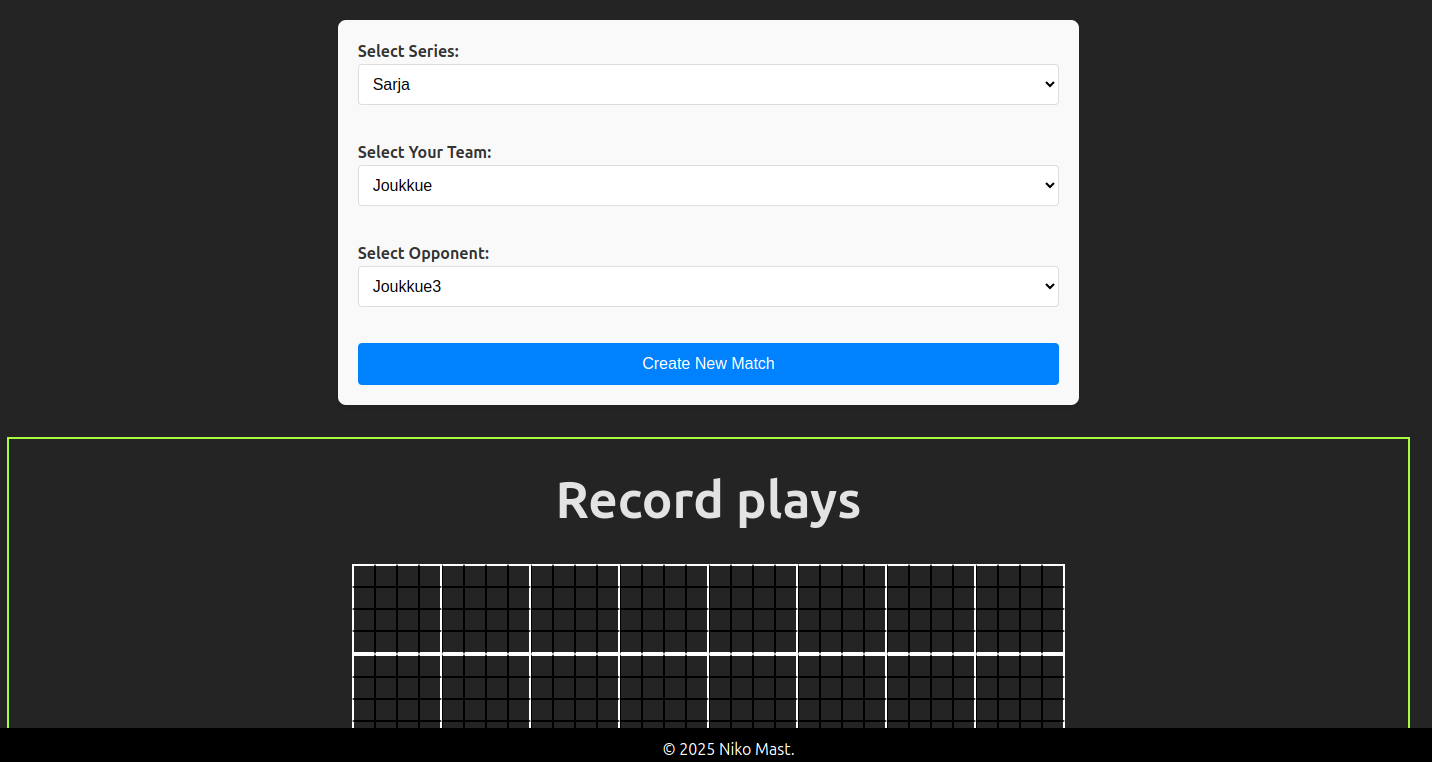 Select Series:
Sarja
Select Your Team:
Joukkue
Select Opponent:
Joukkue3
Create New Match
Record plays
© 2025 Niko Mast.